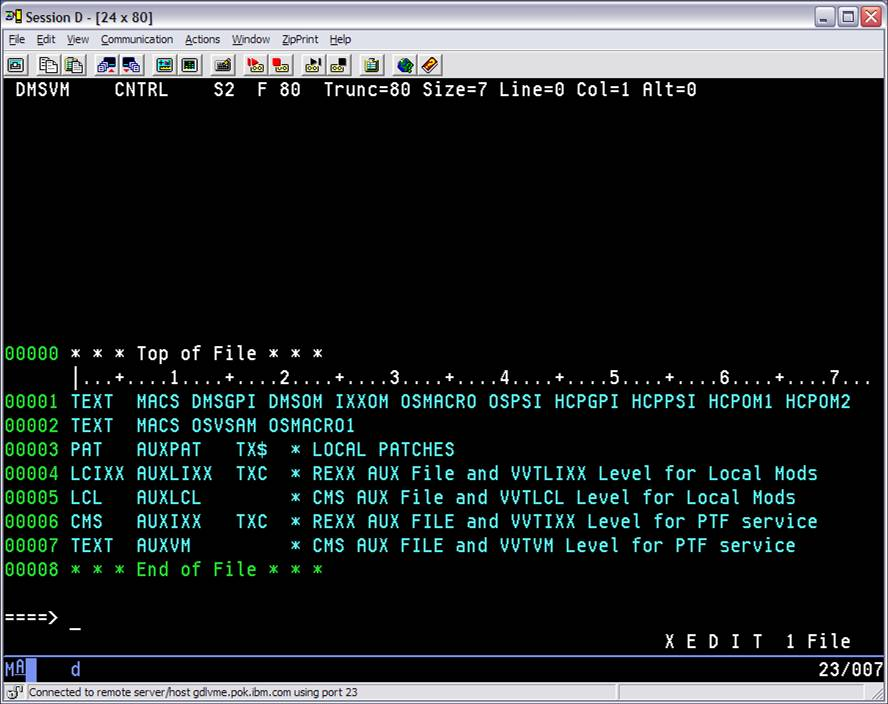 Session D - [24 x 80]
File Edit View Communication Actions Window ZipPrint Help
DMSVM CNTRL S2 F 80 Trunc=80 Size=7 Line=0 Col=1 Alt=0
00000 * * * Top of File * * *
|...+....1....+....2....+....3....+....4....+....5....+....6....+....7...
00001 TEXT MACS DMSGPI DMSOM IXXOM OSMACRO OSPSI HCPGPI HCPPSI HCPOM1 HCPOM2
00002 TEXT MACS OSVSAM OSMACRO1
00003 PAT AUXPAT TX$ * LOCAL PATCHES
00004 LCIXX AUXLIXX TXC * REXX AUX File and VVTLIXX Level for Local Mods
00005 LCL AUXLCL * CMS AUX File and VVTLCL Level for Local Mods
00006 CMS AUXIXX TXC * REXX AUX FILE and VVTIXX Level for PTF service
00007 TEXT AUXVM * CMS AUX FILE and VVTVM Level for PTF service
00008 * * * End of File * * *
====> _
X E D I T 1 File
MA d 23/007
Connected to remote server/host gdlvme.pok.ibm.com using port 23